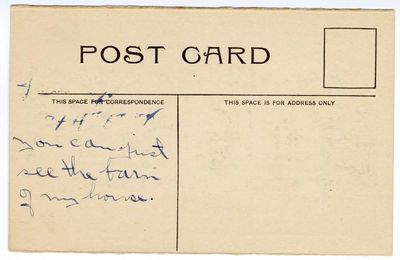 POST CARD
THIS SPACE FOR CORRESPONDENCE
THIS SPACE IS FOR ADDRESS ONLY
you can just
see the barn
of my house.